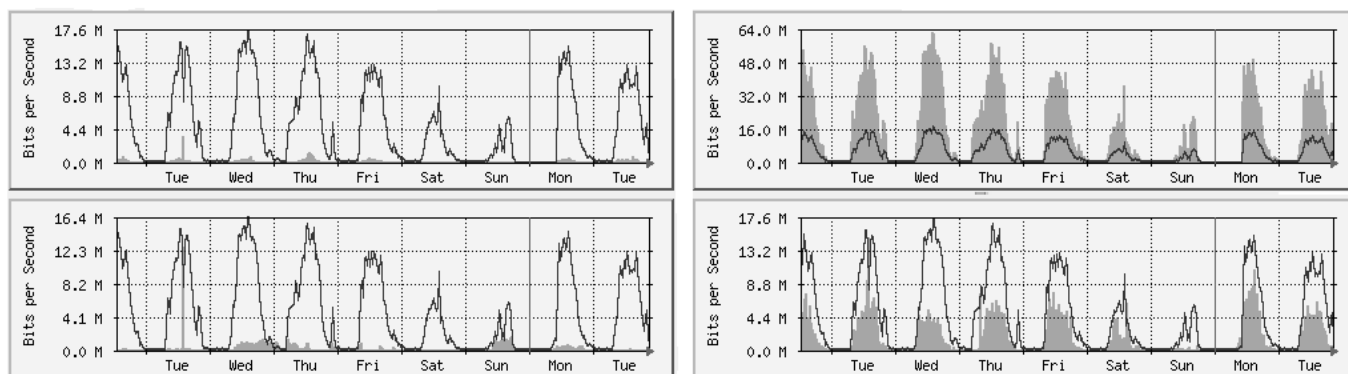 Bits per Second
17.6 M
13.2 M
8.8 M
4.4 M
0.0 M
Tue Wed Thu Fri Sat Sun Mon Tue
Bits per Second
64.0 M
48.0 M
32.0 M
16.0 M
0.0 M
Tue Wed Thu Fri Sat Sun Mon Tue
Bits per Second
16.4 M
12.3 M
8.2 M
4.1 M
0.0 M
Tue Wed Thu Fri Sat Sun Mon Tue
Bits per Second
17.6 M
13.2 M
8.8 M
4.4 M
0.0 M
Tue Wed Thu Fri Sat Sun Mon Tue